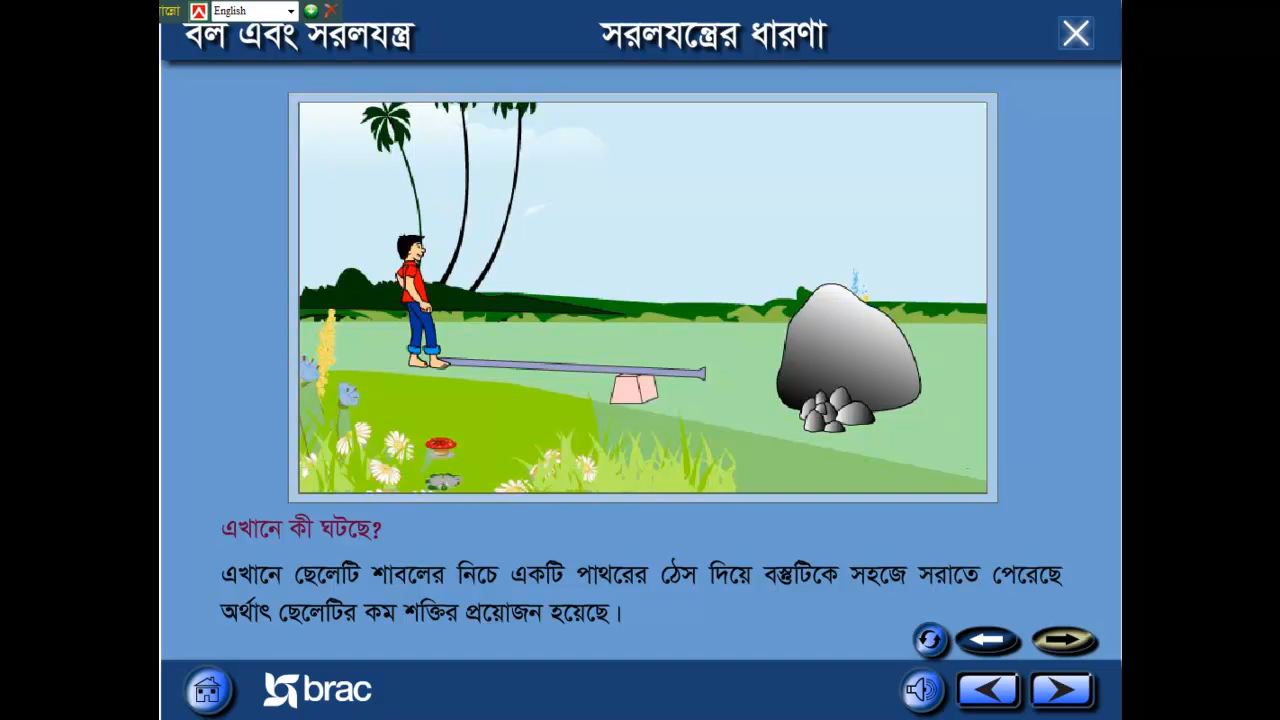 English
বল এবং সরলযন্ত্র
সরলযন্ত্রের ধারণা
এখানে কী ঘটছে?
এখানে ছেলেটি শাবলের নিচে একটি পাথরের ঠেস দিয়ে বস্তুটিকে সহজে সরাতে পেরেছে
অর্থাৎ ছেলেটির কম শক্তির প্রয়োজন হয়েছে।
brac